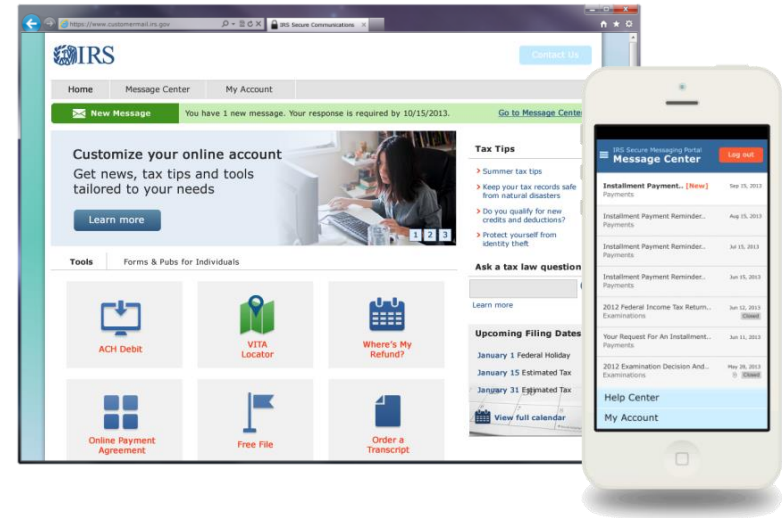 https://www.customermail.irs.gov
IRS Secure Communications
IRS
Contact Us
Home
Message Center
My Account
New Message
You have 1 new message. Your response is required by 10/15/2013.
Go to Message Center
Customize your online account
Get news, tax tips and tools
tailored to your needs
Learn more
1 2 3
Tax Tips
Summer tax tips
Keep your tax records safe
from natural disasters
Do you qualify for new
credits and deductions?
Protect yourself from
identity theft
Ask a tax law question
Learn more
Upcoming Filing Dates
January 1 Federal Holiday
January 15 Estimated Tax
January 31 Estimated Tax
View full calendar
Tools
Forms & Pubs for Individuals
ACH Debit
VITA
Locator
Where's My
Refund?
Online Payment
Agreement
Free File
Order a
Transcript
IRS Secure Messaging Portal
Message Center
Log out
Installment Payment.. [New]
Sep 15, 2013
Payments
Installment Payment Reminder..
Aug 15, 2013
Payments
Installment Payment Reminder..
Jul 15, 2013
Payments
Installment Payment Reminder..
Jun 15, 2013
Payments
2012 Federal Income Tax Return..
Jun 12, 2013
Examinations
Closed
Your Request For An Installment..
Jun 11, 2013
Payments
2012 Examination Decision And..
May 28, 2013
Examinations
Closed
Help Center
My Account